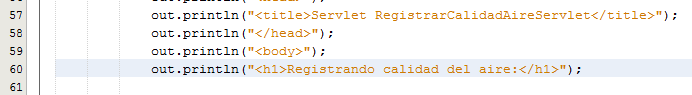 57 out.println("<title>Servlet RegistrarCalidadAireServlet</title>");
58 out.println("</head>");
59 out.println("<body>");
60 out.println("<h1>Registrando calidad del aire:</h1>");
61